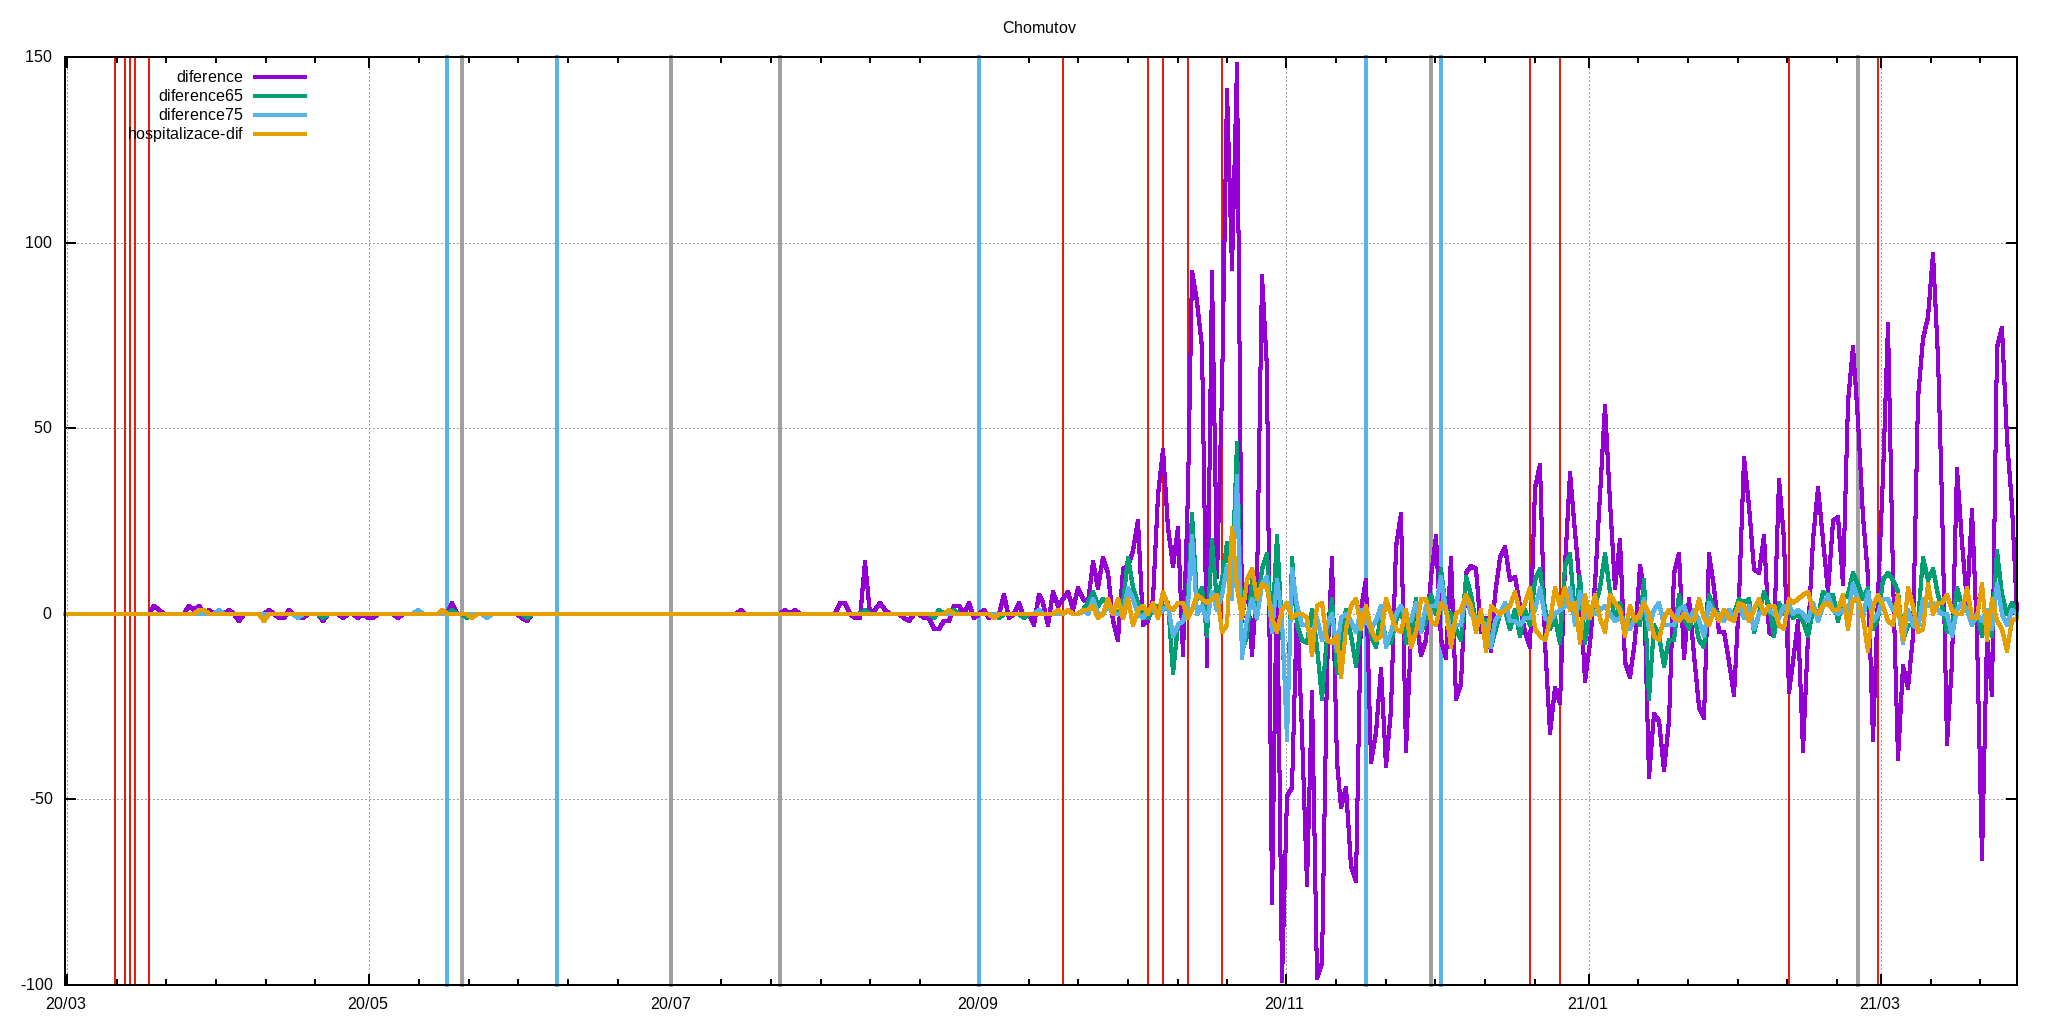 Chomutov
150
diference
diference65
diference75
hospitalizace-dif
100
50
0
-50
-100
20/03 20/05 20/07 20/09 20/11 21/01 21/03